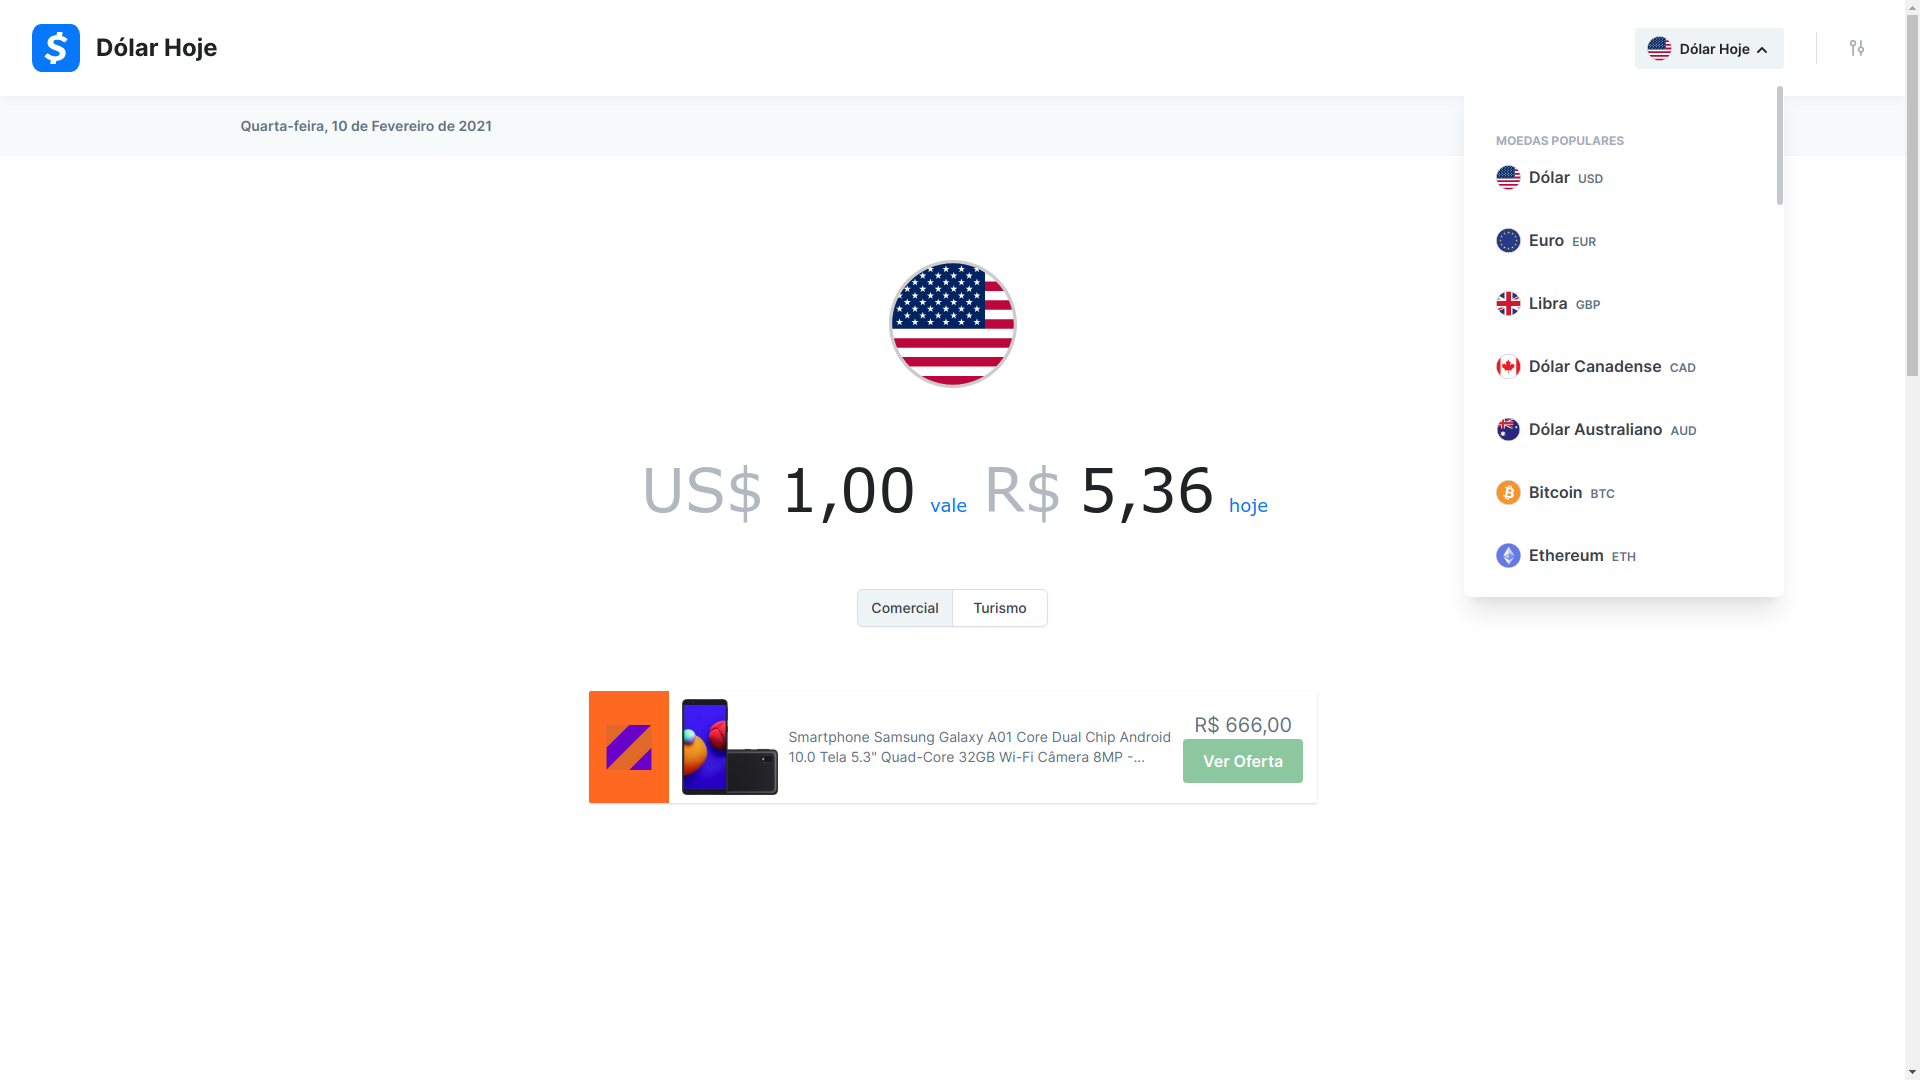 Dólar Hoje
Dólar Hoje
Quarta-feira, 10 de Fevereiro de 2021
MOEDAS POPULARES
Dólar USD
Euro EUR
Libra GBP
Dólar Canadense CAD
Dólar Australiano AUD
Bitcoin BTC
Ethereum ETH
US$ 1,00 vale R$ 5,36 hoje
Comercial
Turismo
Smartphone Samsung Galaxy A01 Core Dual Chip Android
10.0 Tela 5.3" Quad-Core 32GB Wi-Fi Câmera 8MP -...
R$ 666,00
Ver Oferta